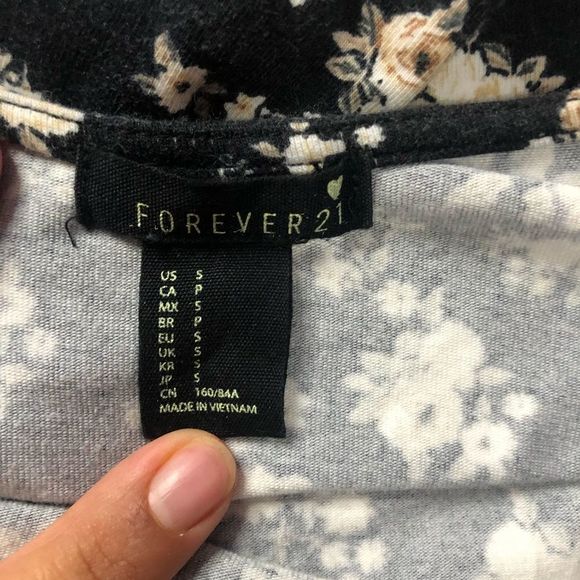 FOREVER 21
US S
CA P
MX S
BR P
EU S
UK S
KR S
JP S
CN 160/84A
MADE IN VIETNAM